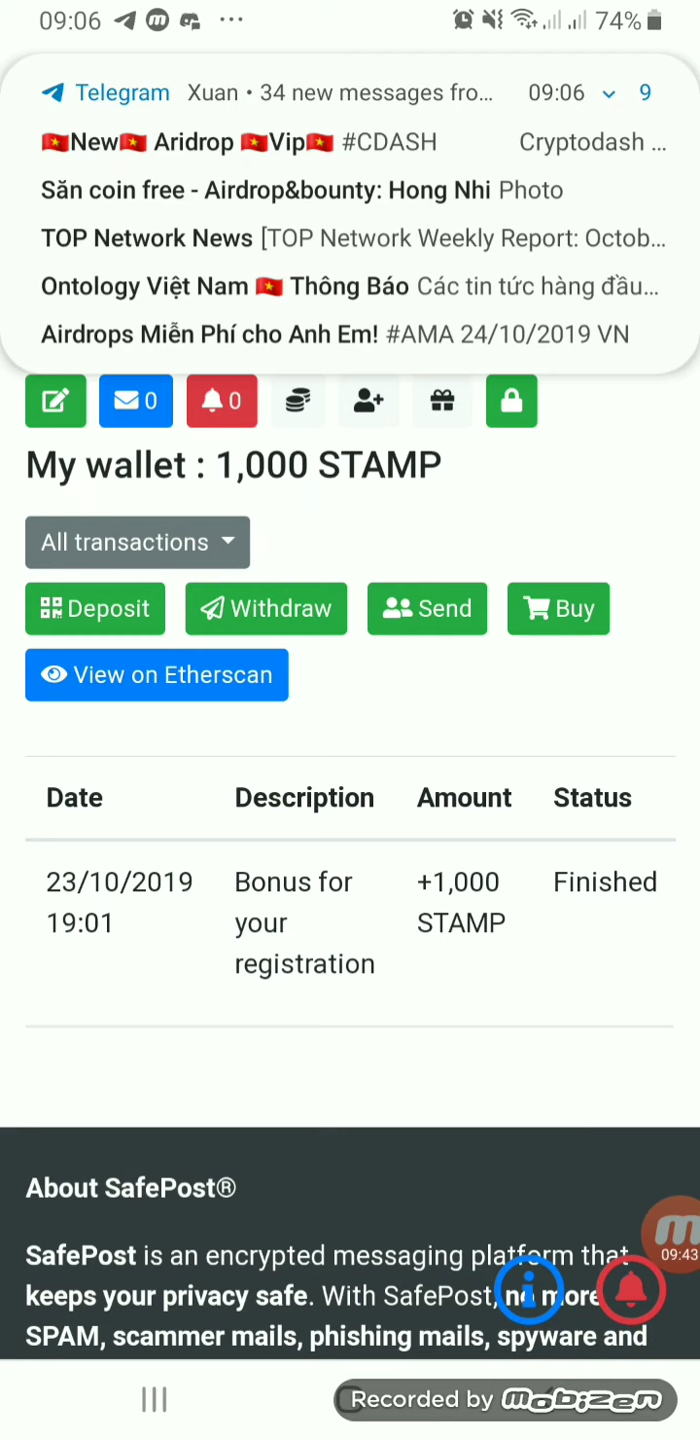 09:06 ... 74%
Telegram Xuan • 34 new messages fro... 09:06 9
🇻🇳New🇻🇳 Aridrop 🇻🇳Vip🇻🇳 #CDASH Cryptodash ...
Săn coin free - Airdrop&bounty: Hong Nhi Photo
TOP Network News [TOP Network Weekly Report: Octob...
Ontology Việt Nam 🇻🇳 Thông Báo Các tin tức hàng đầu...
Airdrops Miễn Phí cho Anh Em! #AMA 24/10/2019 VN
0 0
My wallet : 1,000 STAMP
All transactions
Deposit Withdraw Send Buy
View on Etherscan
Date Description Amount Status
23/10/2019 Bonus for +1,000 Finished
19:01 your STAMP
registration
About SafePost®
SafePost is an encrypted messaging platform that
09:43
keeps your privacy safe. With SafePost, no more
SPAM, scammer mails, phishing mails, spyware and
Recorded by mobizen